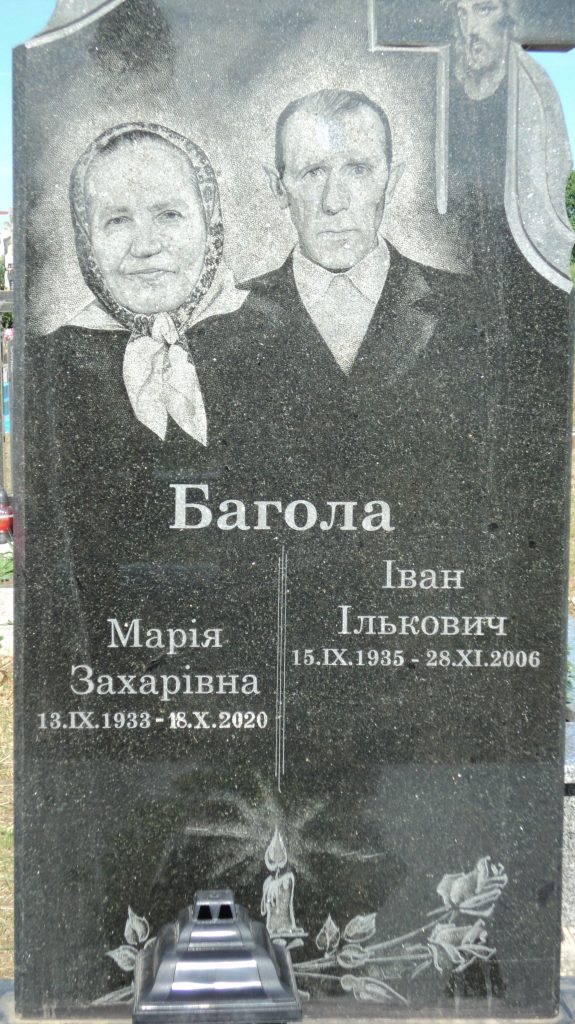 Багола
Марія
Захарівна
13.IX.1933 - 18.X.2020
Іван
Ількович
15.IX.1935 - 28.XI.2006